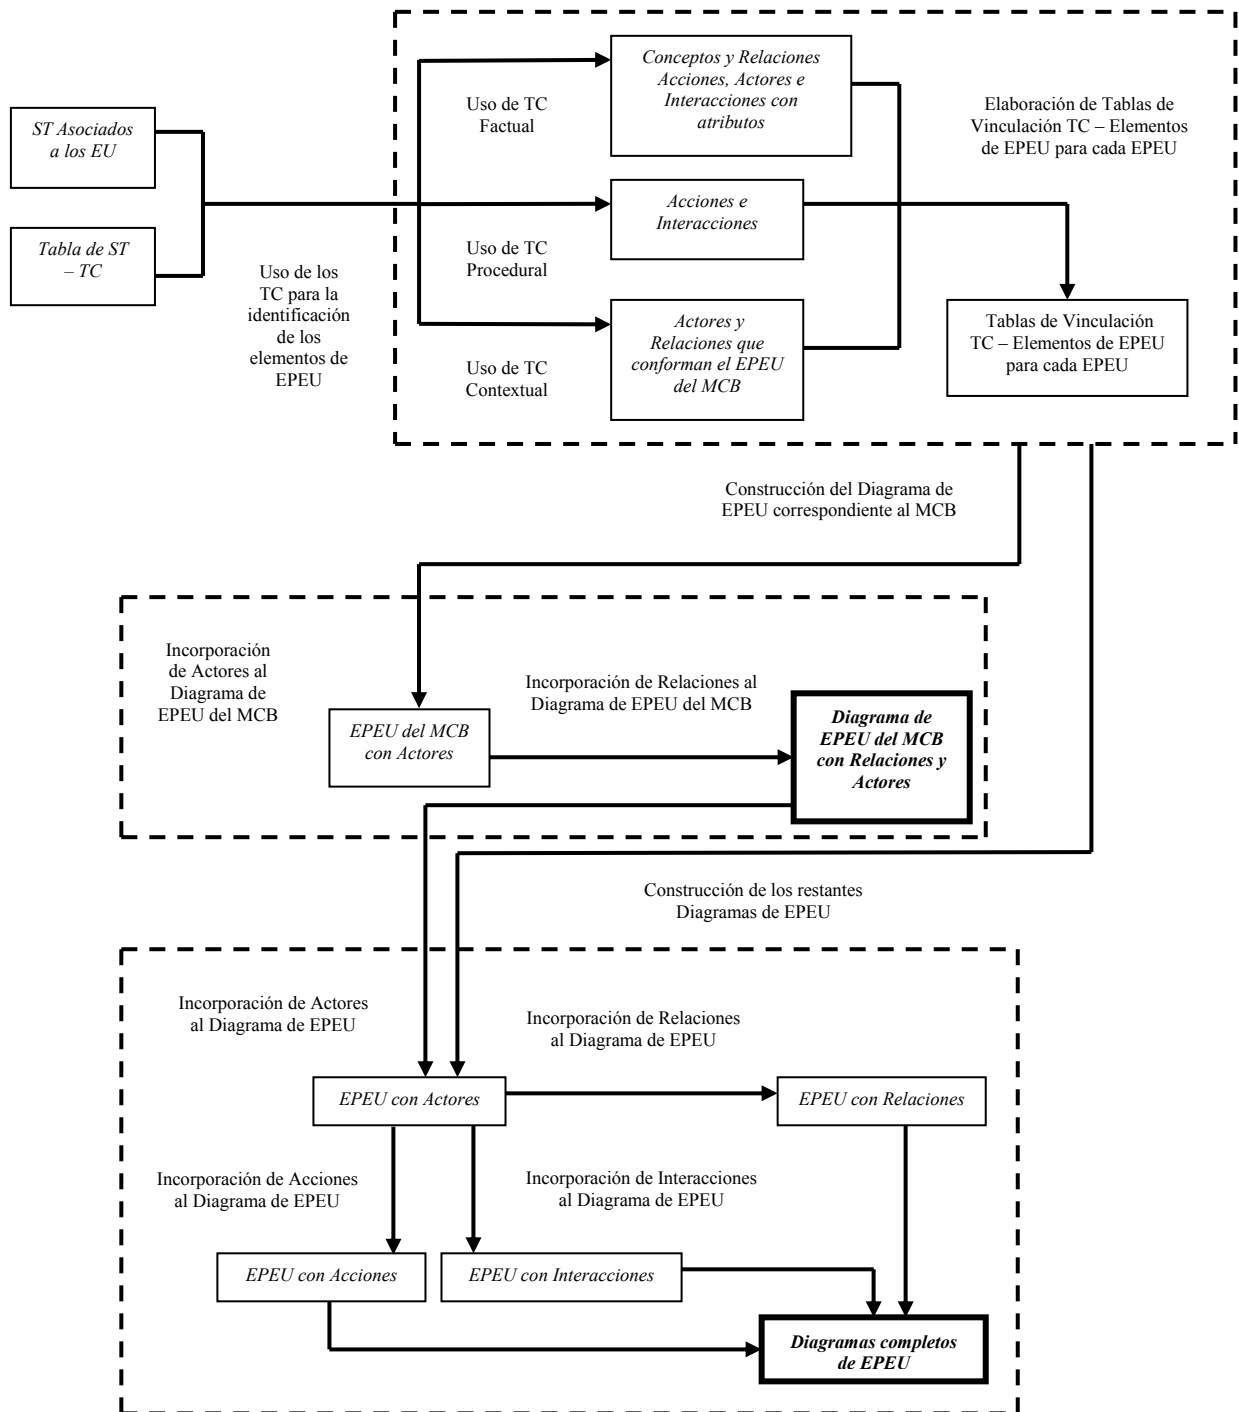 ST Asociados
a los EU
Tabla de ST
– TC
Uso de los
TC para la
identificación
de los
elementos de
EPEU
Uso de TC
Factual
Conceptos y Relaciones
Acciones, Actores e
Interacciones con
atributos
Elaboración de Tablas de
Vinculación TC – Elementos
de EPEU para cada EPEU
Acciones e
Interacciones
Uso de TC
Procedural
Actores y
Relaciones que
conforman el EPEU
del MCB
Uso de TC
Contextual
Tablas de Vinculación
TC – Elementos de EPEU
para cada EPEU
Construcción del Diagrama de
EPEU correspondiente al MCB
Incorporación
de Actores al
Diagrama de
EPEU del MCB
Incorporación de Relaciones al
Diagrama de EPEU del MCB
EPEU del MCB
con Actores
Diagrama de
EPEU del MCB
con Relaciones y
Actores
Construcción de los restantes
Diagramas de EPEU
Incorporación de Actores
al Diagrama de EPEU
Incorporación de Relaciones
al Diagrama de EPEU
EPEU con Actores
EPEU con Relaciones
Incorporación de Acciones
al Diagrama de EPEU
Incorporación de Interacciones
al Diagrama de EPEU
EPEU con Acciones
EPEU con Interacciones
Diagramas completos
de EPEU